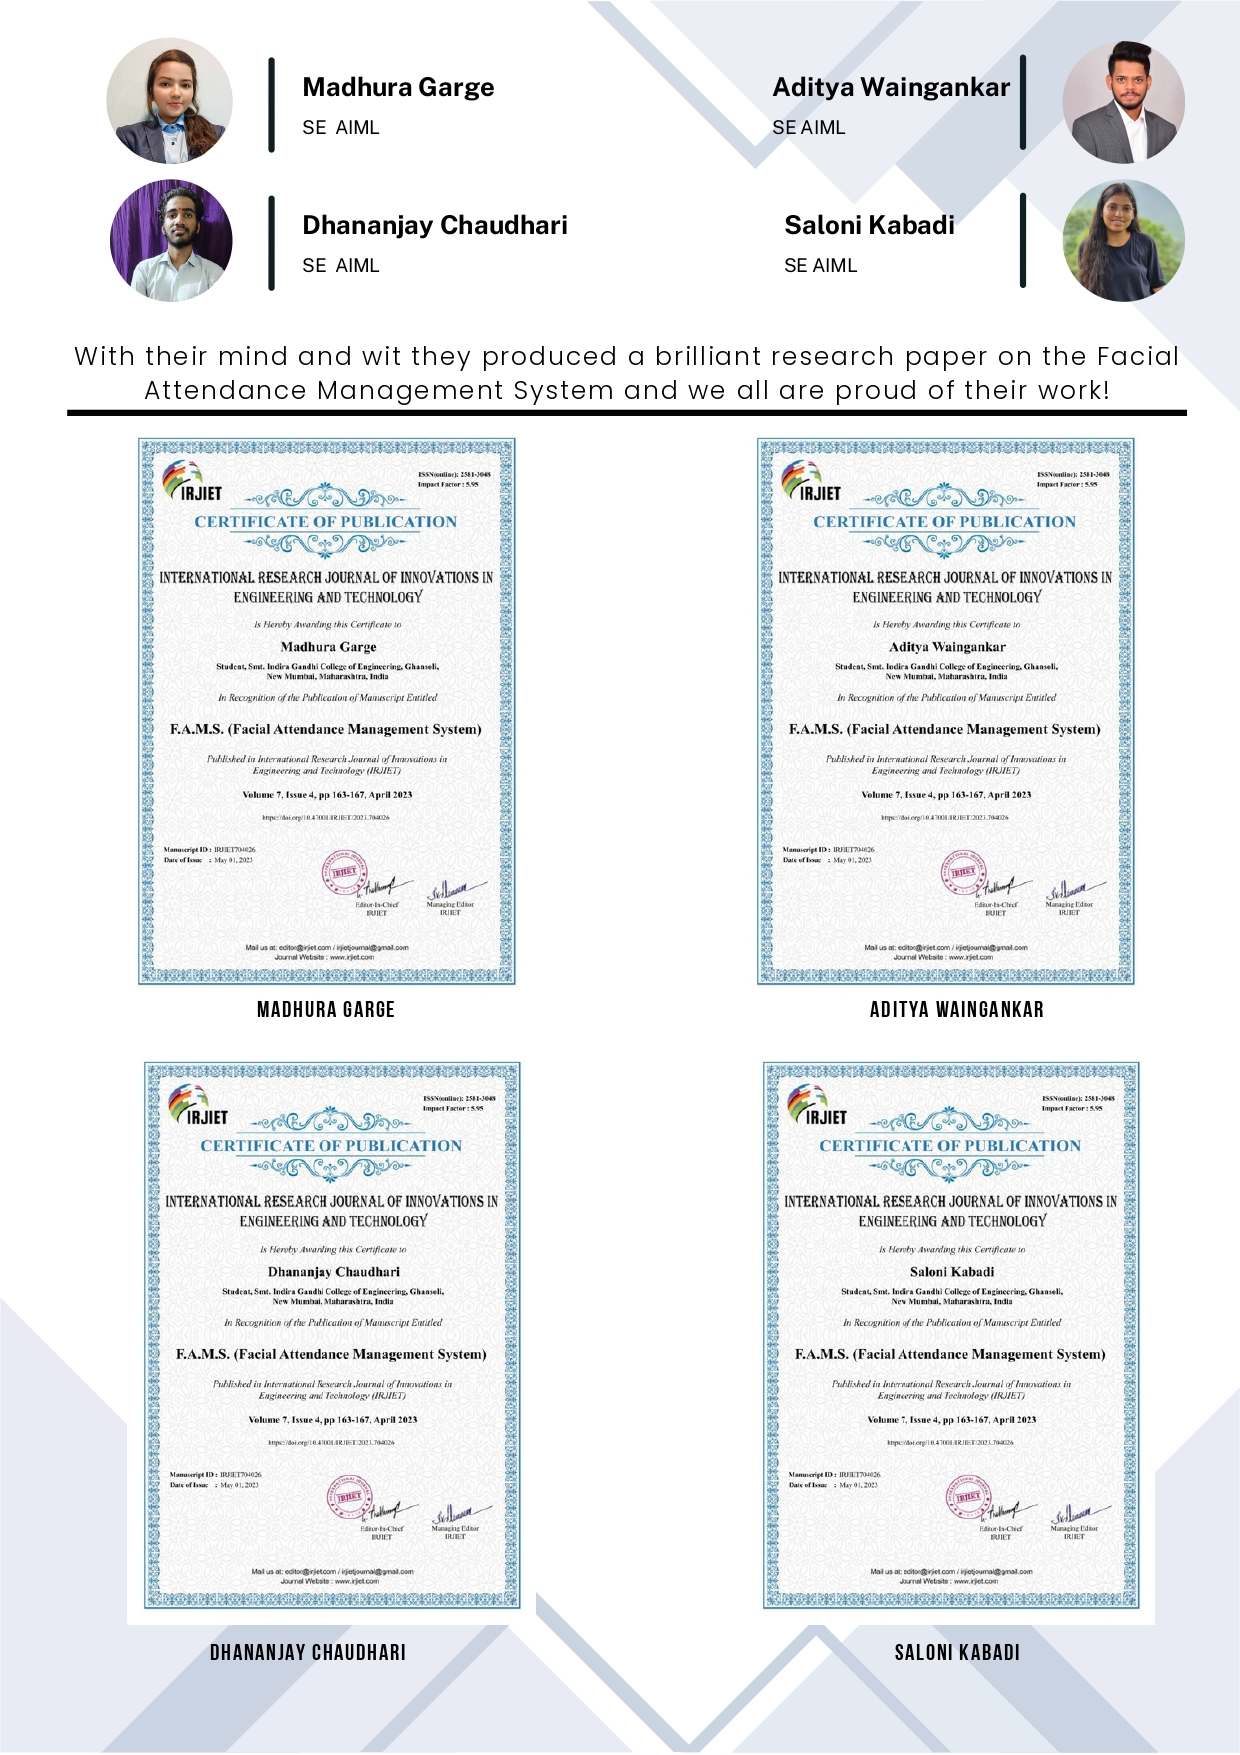 Madhura Garge
SE AIML
Aditya Waingankar
SE AIML
Dhananjay Chaudhari
SE AIML
Saloni Kabadi
SE AIML
With their mind and wit they produced a brilliant research paper on the Facial
Attendance Management System and we all are proud of their work!
IRJIET
ISSN(online): 2581-3048
Impact Factor : 5.95
CERTIFICATE OF PUBLICATION
INTERNATIONAL RESEARCH JOURNAL OF INNOVATIONS IN
ENGINEERING AND TECHNOLOGY
Is Hereby Awarding this Certificate to
Madhura Garge
Student, Smt. Indira Gandhi College of Engineering, Ghansoli,
New Mumbai, Maharashtra, India
In Recognition of the Publication of Manuscript Entitled
F.A.M.S. (Facial Attendance Management System)
Published in International Research Journal of Innovations in
Engineering and Technology (IRJIET)
Volume 7, Issue 4, pp 163-167, April 2023
https://doi.org/10.47001/IRJIET/2023.704026
Manuscript ID : IRJIET704026
Date of Issue : May 01, 2023
IRJIET
Editor-In-Chief
IRJIET
Managing Editor
IRJIET
Mail us at: editor@irjiet.com / irjietjournal@gmail.com
Journal Website : www.irjiet.com
MADHURA GARGE
IRJIET
ISSN(online): 2581-3048
Impact Factor : 5.95
CERTIFICATE OF PUBLICATION
INTERNATIONAL RESEARCH JOURNAL OF INNOVATIONS IN
ENGINEERING AND TECHNOLOGY
Is Hereby Awarding this Certificate to
Aditya Waingankar
Student, Smt. Indira Gandhi College of Engineering, Ghansoli,
New Mumbai, Maharashtra, India
In Recognition of the Publication of Manuscript Entitled
F.A.M.S. (Facial Attendance Management System)
Published in International Research Journal of Innovations in
Engineering and Technology (IRJIET)
Volume 7, Issue 4, pp 163-167, April 2023
https://doi.org/10.47001/IRJIET/2023.704026
Manuscript ID : IRJIET704026
Date of Issue : May 01, 2023
IRJIET
Editor-In-Chief
IRJIET
Managing Editor
IRJIET
Mail us at: editor@irjiet.com / irjietjournal@gmail.com
Journal Website : www.irjiet.com
ADITYA WAINGANKAR
IRJIET
ISSN(online): 2581-3048
Impact Factor : 5.95
CERTIFICATE OF PUBLICATION
INTERNATIONAL RESEARCH JOURNAL OF INNOVATIONS IN
ENGINEERING AND TECHNOLOGY
Is Hereby Awarding this Certificate to
Dhananjay Chaudhari
Student, Smt. Indira Gandhi College of Engineering, Ghansoli,
New Mumbai, Maharashtra, India
In Recognition of the Publication of Manuscript Entitled
F.A.M.S. (Facial Attendance Management System)
Published in International Research Journal of Innovations in
Engineering and Technology (IRJIET)
Volume 7, Issue 4, pp 163-167, April 2023
https://doi.org/10.47001/IRJIET/2023.704026
Manuscript ID : IRJIET704026
Date of Issue : May 01, 2023
IRJIET
Editor-In-Chief
IRJIET
Managing Editor
IRJIET
Mail us at: editor@irjiet.com / irjietjournal@gmail.com
Journal Website : www.irjiet.com
DHANANJAY CHAUDHARI
IRJIET
ISSN(online): 2581-3048
Impact Factor : 5.95
CERTIFICATE OF PUBLICATION
INTERNATIONAL RESEARCH JOURNAL OF INNOVATIONS IN
ENGINEERING AND TECHNOLOGY
Is Hereby Awarding this Certificate to
Saloni Kabadi
Student, Smt. Indira Gandhi College of Engineering, Ghansoli,
New Mumbai, Maharashtra, India
In Recognition of the Publication of Manuscript Entitled
F.A.M.S. (Facial Attendance Management System)
Published in International Research Journal of Innovations in
Engineering and Technology (IRJIET)
Volume 7, Issue 4, pp 163-167, April 2023
https://doi.org/10.47001/IRJIET/2023.704026
Manuscript ID : IRJIET704026
Date of Issue : May 01, 2023
IRJIET
Editor-In-Chief
IRJIET
Managing Editor
IRJIET
Mail us at: editor@irjiet.com / irjietjournal@gmail.com
Journal Website : www.irjiet.com
SALONI KABADI